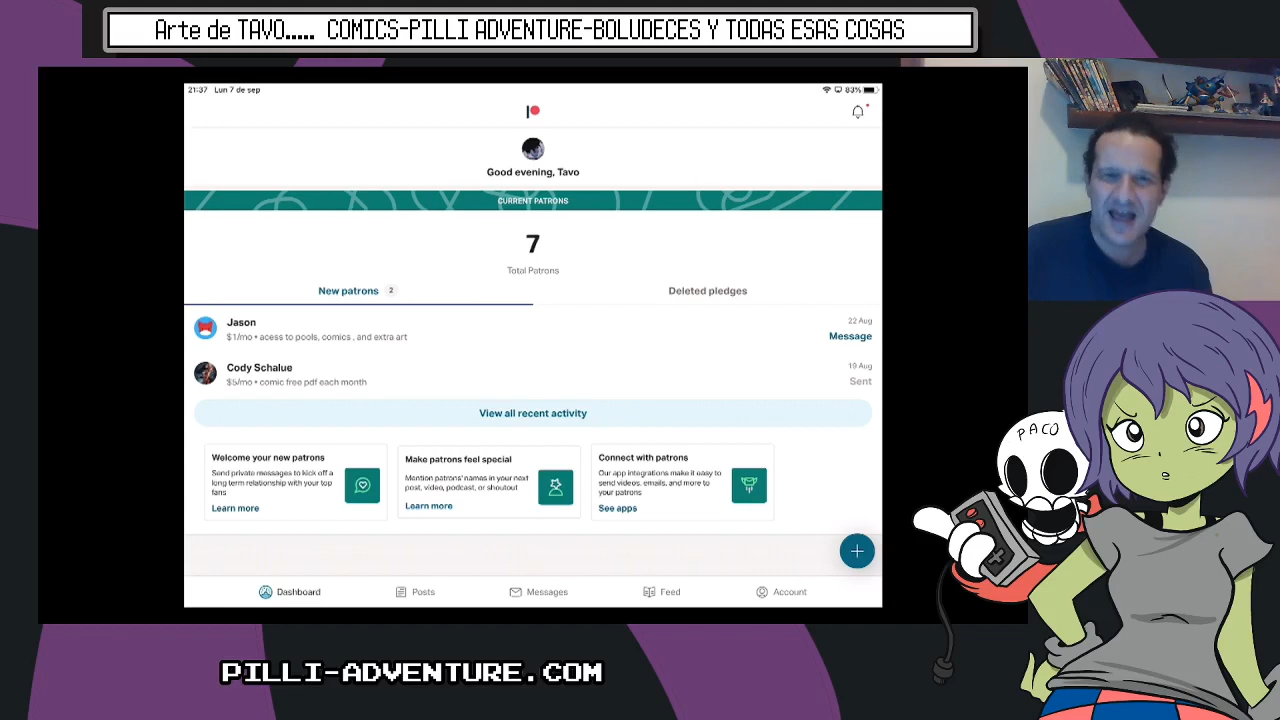 Arte de TAVO..... COMICS-PILLI ADVENTURE-BOLUDECES Y TODAS ESAS COSAS
21:37 Lun 7 de sep
83%
Good evening, Tavo
CURRENT PATRONS
7
Total Patrons
New patrons 2
Deleted pledges
Jason
22 Aug
$1/mo • acess to pools, comics , and extra art
Message
Cody Schalue
19 Aug
$5/mo • comic free pdf each month
Sent
View all recent activity
Welcome your new patrons
Send private messages to kick off a
long term relationship with your top
fans
Learn more
Make patrons feel special
Mention patrons' names in your next
post, video, podcast, or shoutout
Learn more
Connect with patrons
Our app integrations make it easy to
send videos, emails, and more to
your patrons
See apps
Dashboard
Posts
Messages
Feed
Account
PACO
PILLI-ADVENTURE.COM